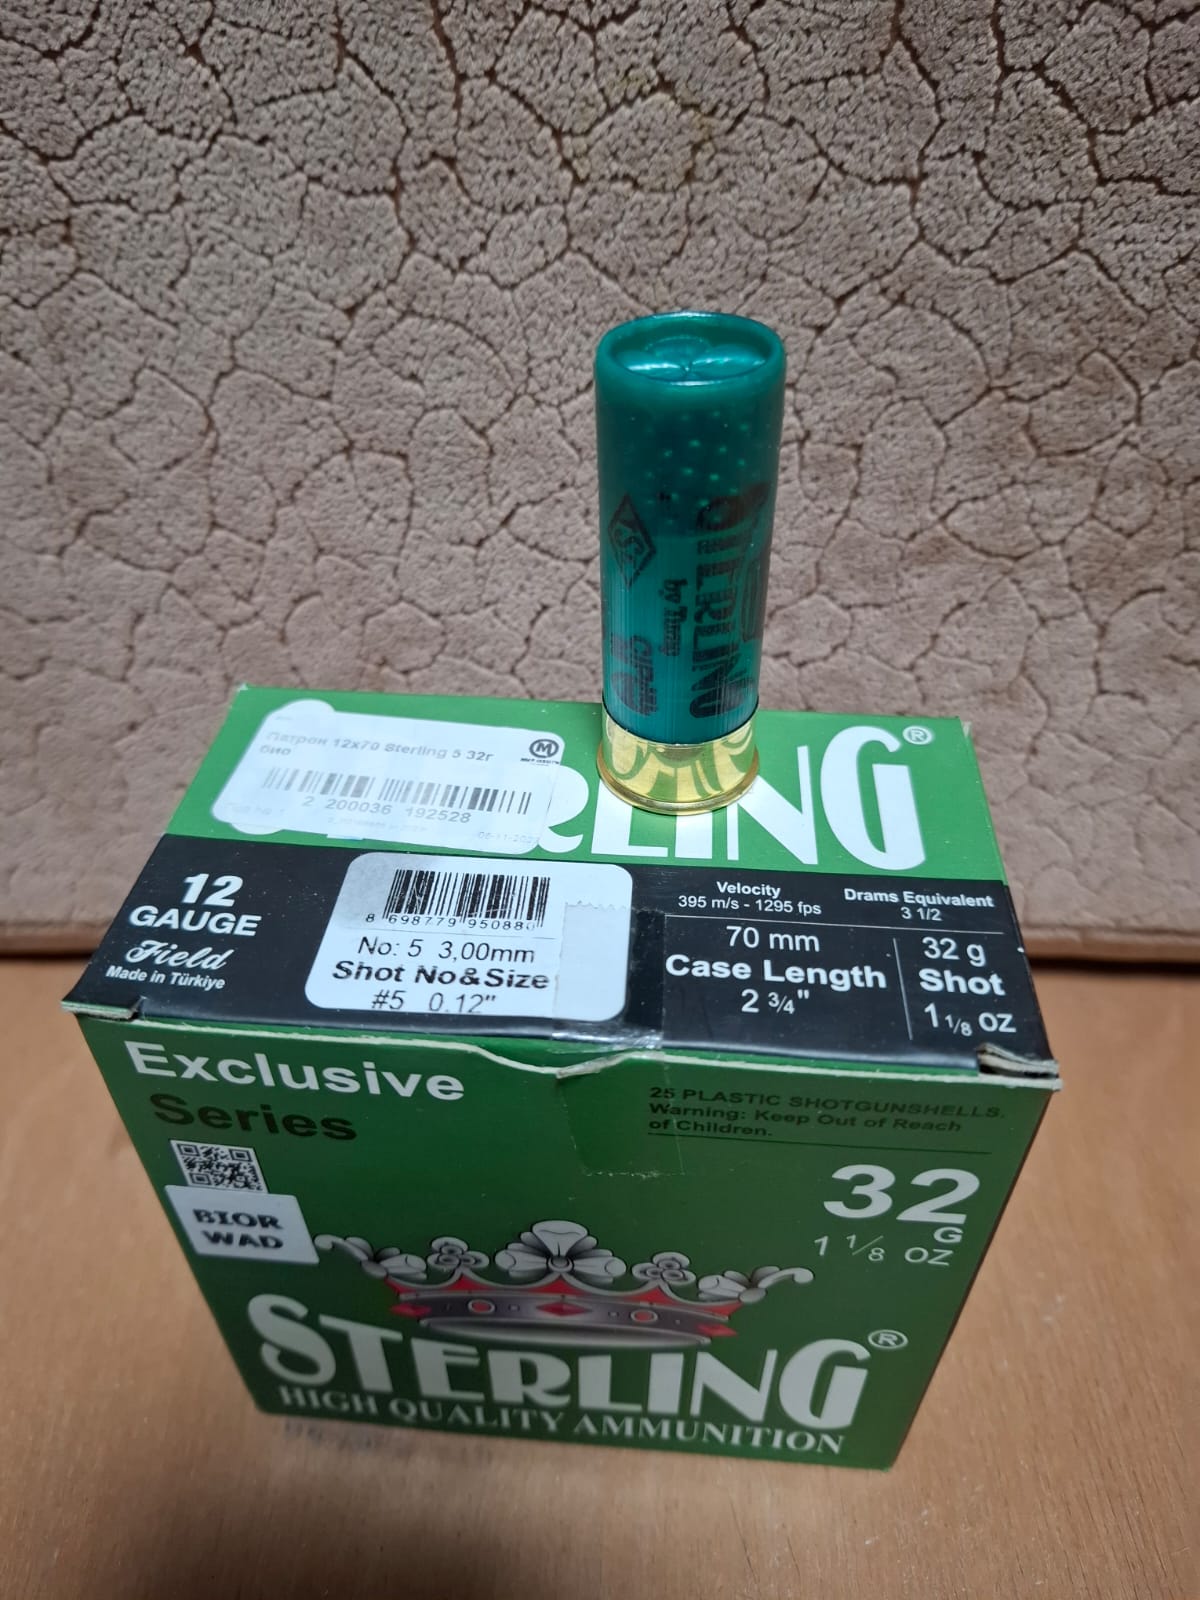 STERLING
by Turaç
STERLING ®
Патрон 12x70 Sterling 5 32г
био
M
2 200036 192528
12
GAUGE
Field
Made in Türkiye
8 698779 950880
No: 5 3,00mm
Shot No&Size
#5 0.12"
Velocity
395 m/s - 1295 fps
Drams Equivalent
3 1/2
70 mm
Case Length
2 3/4"
32 g
Shot
1 1/8 oz
Exclusive
Series
25 PLASTIC SHOTGUNSHELLS.
Warning: Keep Out of Reach
of Children.
BIOR
WAD
32
G
1 1/8 OZ
STERLING ®
HIGH QUALITY AMMUNITION